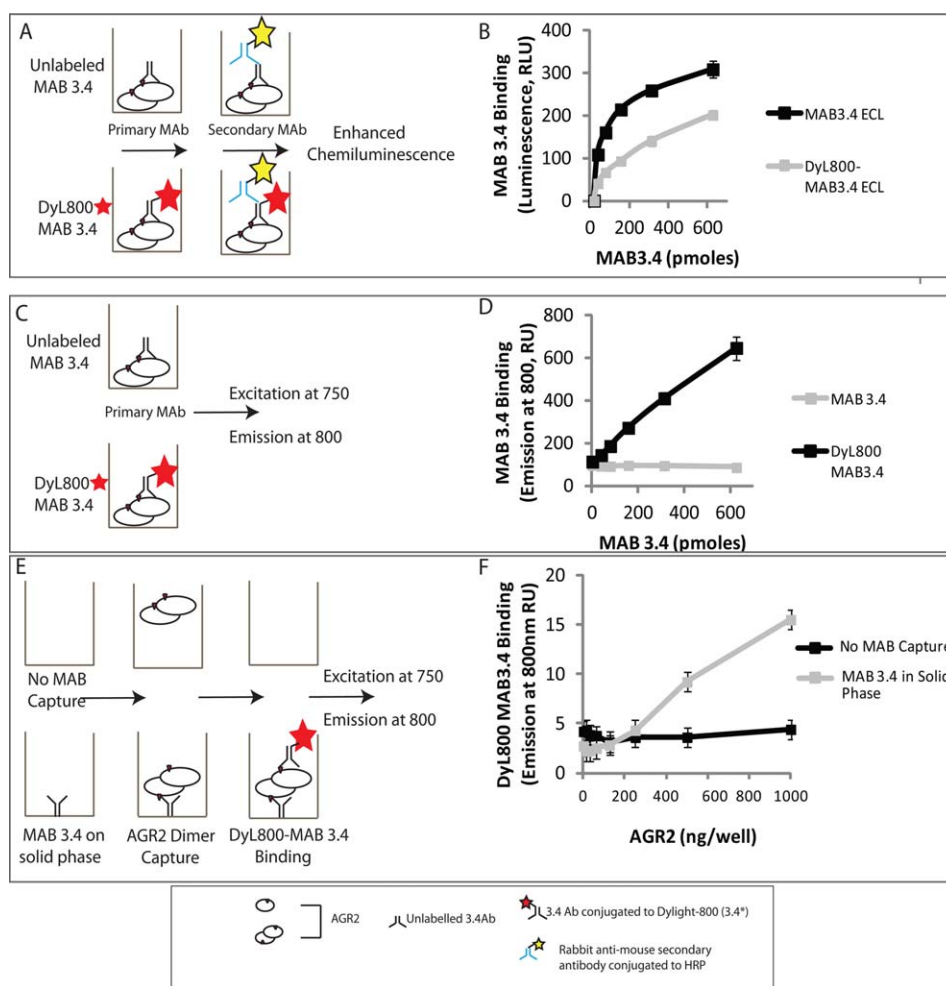 A
Unlabeled
MAB 3.4
Primary MAb
Secondary MAb
Enhanced
Chemiluminescence
DyL800
MAB 3.4
B
MAB 3.4 Binding
(Luminescence, RLU)
400
300
200
100
0
0 200 400 600
MAB3.4 (pmoles)
MAB3.4 ECL
DyL800-
MAB3.4 ECL
C
Unlabeled
MAB 3.4
Primary MAb
Excitation at 750
Emission at 800
DyL800
MAB 3.4
D
MAB 3.4 Binding
(Emission at 800, RU)
800
600
400
200
0
0 200 400 600
MAB 3.4 (pmoles)
MAB 3.4
DyL800
MAB3.4
E
No MAB
Capture
Excitation at 750
Emission at 800
MAB 3.4 on
solid phase
AGR2 Dimer
Capture
DyL800-MAB 3.4
Binding
F
DyL800 MAB3.4 Binding
(Emission at 800nm RU)
20
15
10
5
0
0 200 400 600 800 1000
AGR2 (ng/well)
No MAB Capture
MAB 3.4 in Solid
Phase
AGR2
Unlabelled 3.4Ab
3.4 Ab conjugated to Dylight-800 (3.4*)
Rabbit anti-mouse secondary
antibody conjugated to HRP